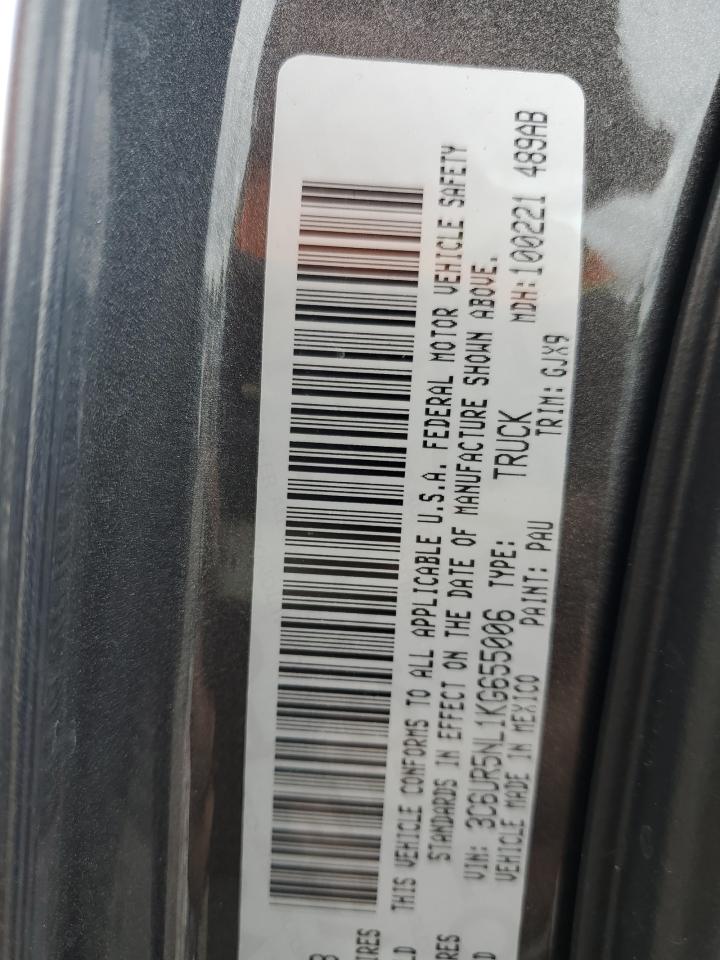 THIS VEHICLE CONFORMS TO ALL APPLICABLE U.S.A. FEDERAL MOTOR VEHICLE SAFETY
STANDARDS IN EFFECT ON THE DATE OF MANUFACTURE SHOWN ABOVE.
VIN: 3C6UR5NL1KG655006 TYPE: TRUCK
VEHICLE MADE IN MEXICO PAINT: PAU TRIM: GJX9 MDH: 100221 489AB